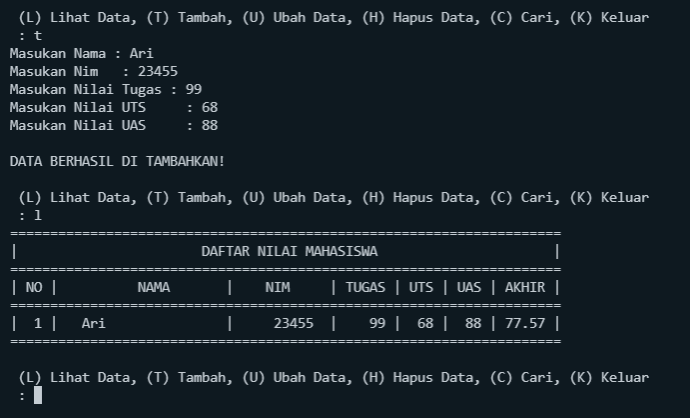 (L) Lihat Data, (T) Tambah, (U) Ubah Data, (H) Hapus Data, (C) Cari, (K) Keluar
: t
Masukan Nama : Ari
Masukan Nim   : 23455
Masukan Nilai Tugas : 99
Masukan Nilai UTS     : 68
Masukan Nilai UAS     : 88
DATA BERHASIL DI TAMBAHKAN!
(L) Lihat Data, (T) Tambah, (U) Ubah Data, (H) Hapus Data, (C) Cari, (K) Keluar
: l
=====================================================================
|                       DAFTAR NILAI MAHASISWA                      |
=====================================================================
| NO |          NAMA       |    NIM     | TUGAS | UTS | UAS | AKHIR |
=====================================================================
|  1 |   Ari               |     23455  |    99 |  68 |  88 | 77.57 |
=====================================================================
(L) Lihat Data, (T) Tambah, (U) Ubah Data, (H) Hapus Data, (C) Cari, (K) Keluar
: